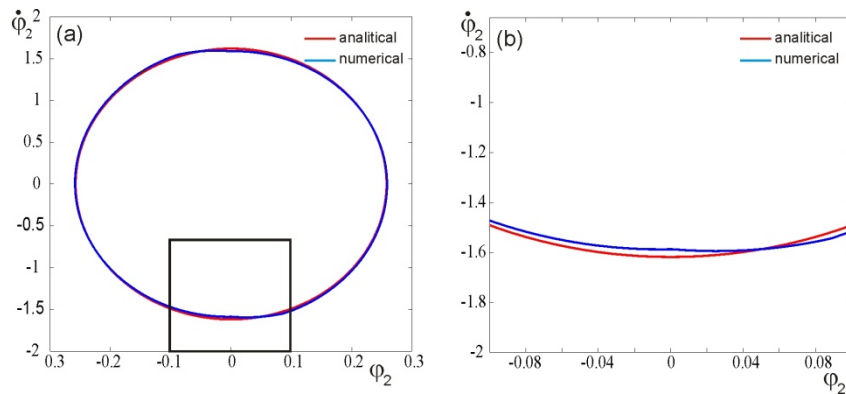 φ̇₂
2
(a)
analitical
numerical
1.5
1
0.5
0
-0.5
-1
-1.5
-2
0.3 -0.2 -0.1 0 0.1 0.2 0.3
φ₂
φ̇₂
(b)
analitical
numerical
-0.8
-1
-1.2
-1.4
-1.6
-1.8
-2
-0.08 -0.04 0 0.04 0.08
φ₂